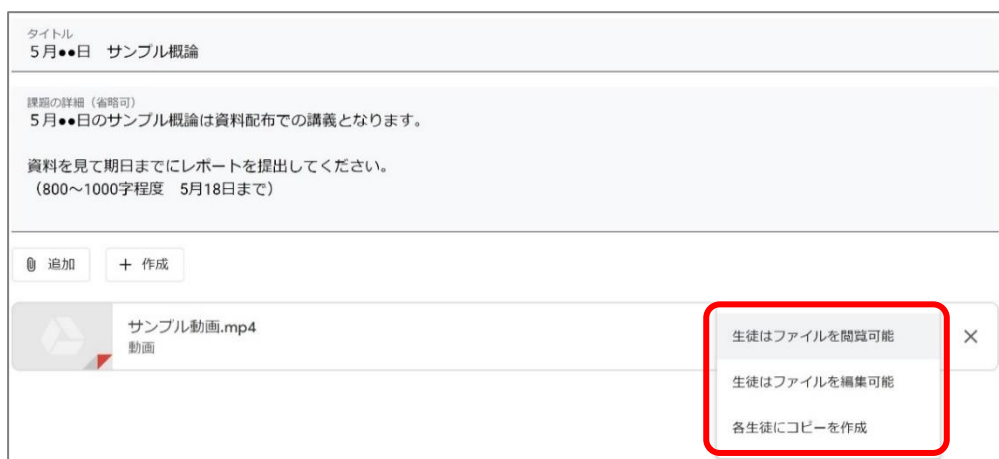 タイトル
5月●●日　サンプル概論
課題の詳細（省略可）
5月●●日のサンプル概論は資料配布での講義となります。
資料を見て期日までにレポートを提出してください。
（800～1000字程度　5月18日まで）
追加
＋ 作成
サンプル動画.mp4
動画
生徒はファイルを閲覧可能
生徒はファイルを編集可能
各生徒にコピーを作成